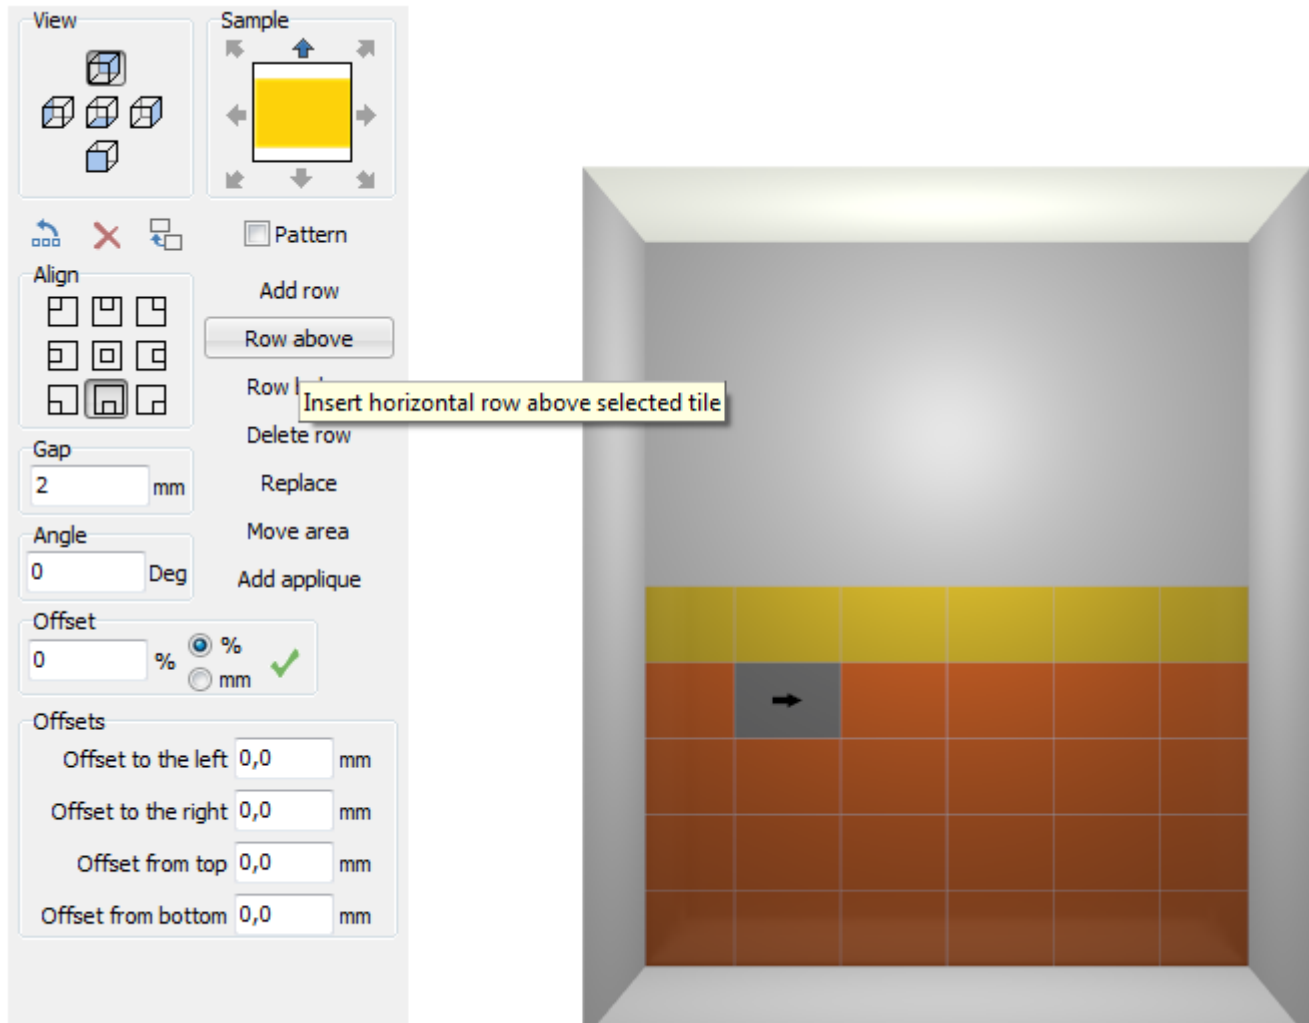 View
Sample
Pattern
Align
Add row
Row above
Row
Insert horizontal row above selected tile
Delete row
Gap
2 mm
Replace
Angle
Move area
0 Deg
Add applique
Offset
0 % %
mm
Offsets
Offset to the left 0,0 mm
Offset to the right 0,0 mm
Offset from top 0,0 mm
Offset from bottom 0,0 mm